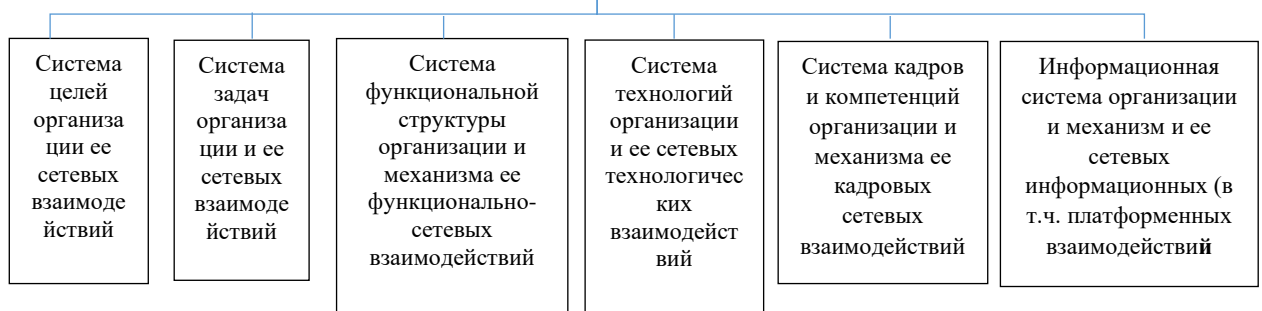 Система
целей
организа
ции ее
сетевых
взаимоде
йствий
Система
задач
организа
ции и ее
сетевых
взаимоде
йствий
Система
функциональной
структуры
организации и
механизма ее
функционально-
сетевых
взаимодействий
Система
технологий
организации
и ее сетевых
технологичес
ких
взаимодейст
вий
Система кадров
и компетенций
организации и
механизма ее
кадровых
сетевых
взаимодействий
Информационная
система организации
и механизм и ее
сетевых
информационных (в
т.ч. платформенных
взаимодействий